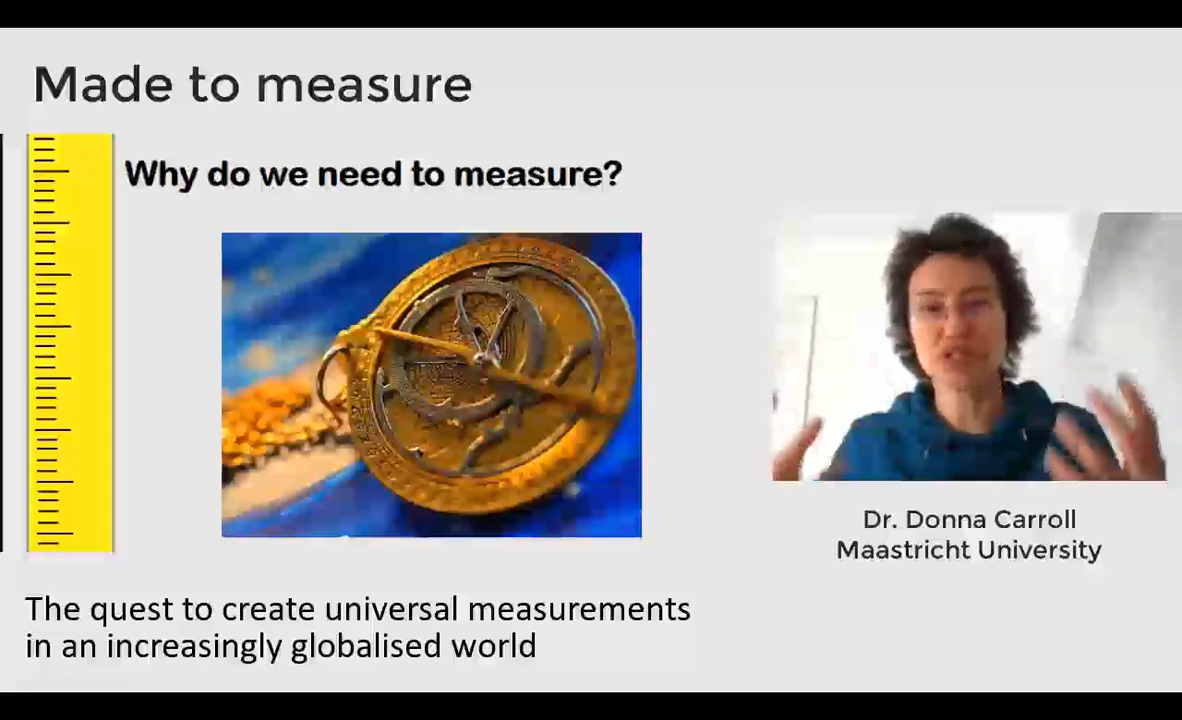 Made to measure
Why do we need to measure?
Dr. Donna Carroll
Maastricht University
The quest to create universal measurements
in an increasingly globalised world